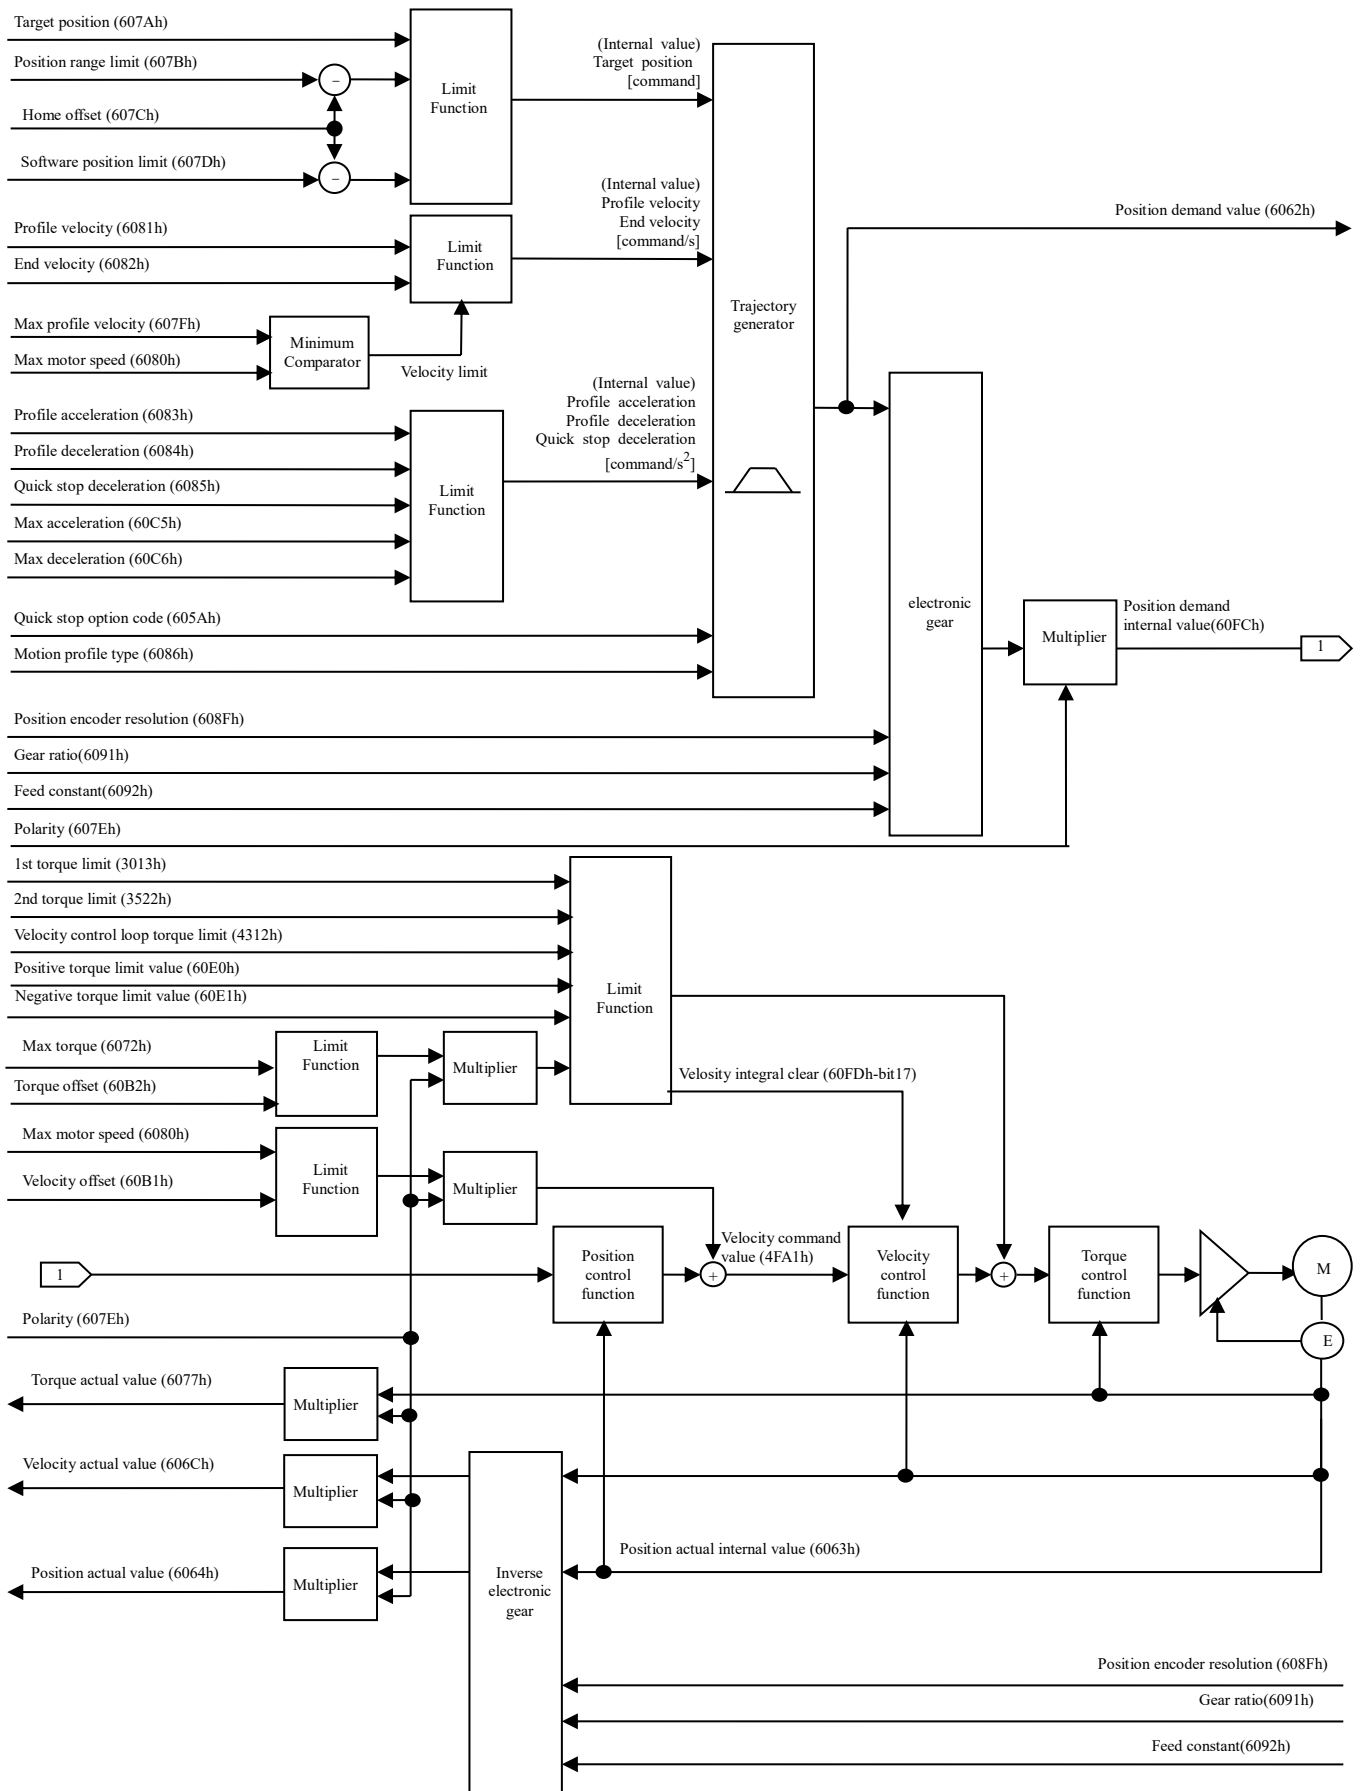 Target position (607Ah)
Position range limit (607Bh)
−
Home offset (607Ch)
Software position limit (607Dh)
−
Limit
Function
(Internal value)
Target position
[command]
Profile velocity (6081h)
End velocity (6082h)
Limit
Function
(Internal value)
Profile velocity
End velocity
[command/s]
Max profile velocity (607Fh)
Max motor speed (6080h)
Minimum
Comparator
Velocity limit
Profile acceleration (6083h)
Profile deceleration (6084h)
Quick stop deceleration (6085h)
Max acceleration (60C5h)
Max deceleration (60C6h)
Limit
Function
(Internal value)
Profile acceleration
Profile deceleration
Quick stop deceleration
[command/s2]
Quick stop option code (605Ah)
Motion profile type (6086h)
Trajectory
generator
Position demand value (6062h)
Position encoder resolution (608Fh)
Gear ratio(6091h)
Feed constant(6092h)
Polarity (607Eh)
electronic
gear
Multiplier
Position demand
internal value(60FCh)
1
1st torque limit (3013h)
2nd torque limit (3522h)
Velocity control loop torque limit (4312h)
Positive torque limit value (60E0h)
Negative torque limit value (60E1h)
Limit
Function
Max torque (6072h)
Torque offset (60B2h)
Limit
Function
Multiplier
Velosity integral clear (60FDh-bit17)
Max motor speed (6080h)
Velocity offset (60B1h)
Limit
Function
Multiplier
1
Position
control
function
+
Velocity command
value (4FA1h)
Velocity
control
function
+
Torque
control
function
M
E
Polarity (607Eh)
Torque actual value (6077h)
Multiplier
Velocity actual value (606Ch)
Multiplier
Position actual value (6064h)
Multiplier
Inverse
electronic
gear
Position actual internal value (6063h)
Position encoder resolution (608Fh)
Gear ratio(6091h)
Feed constant(6092h)